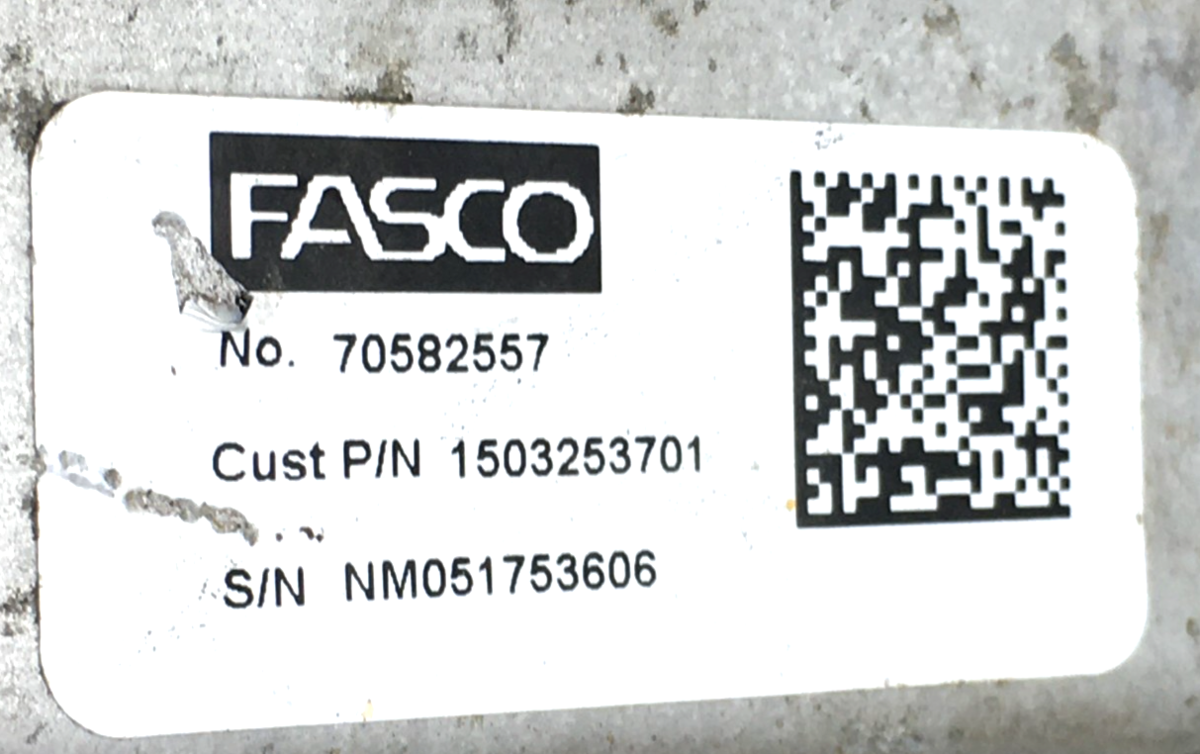 FASCO
No. 70582557
Cust P/N 1503253701
S/N NM051753606